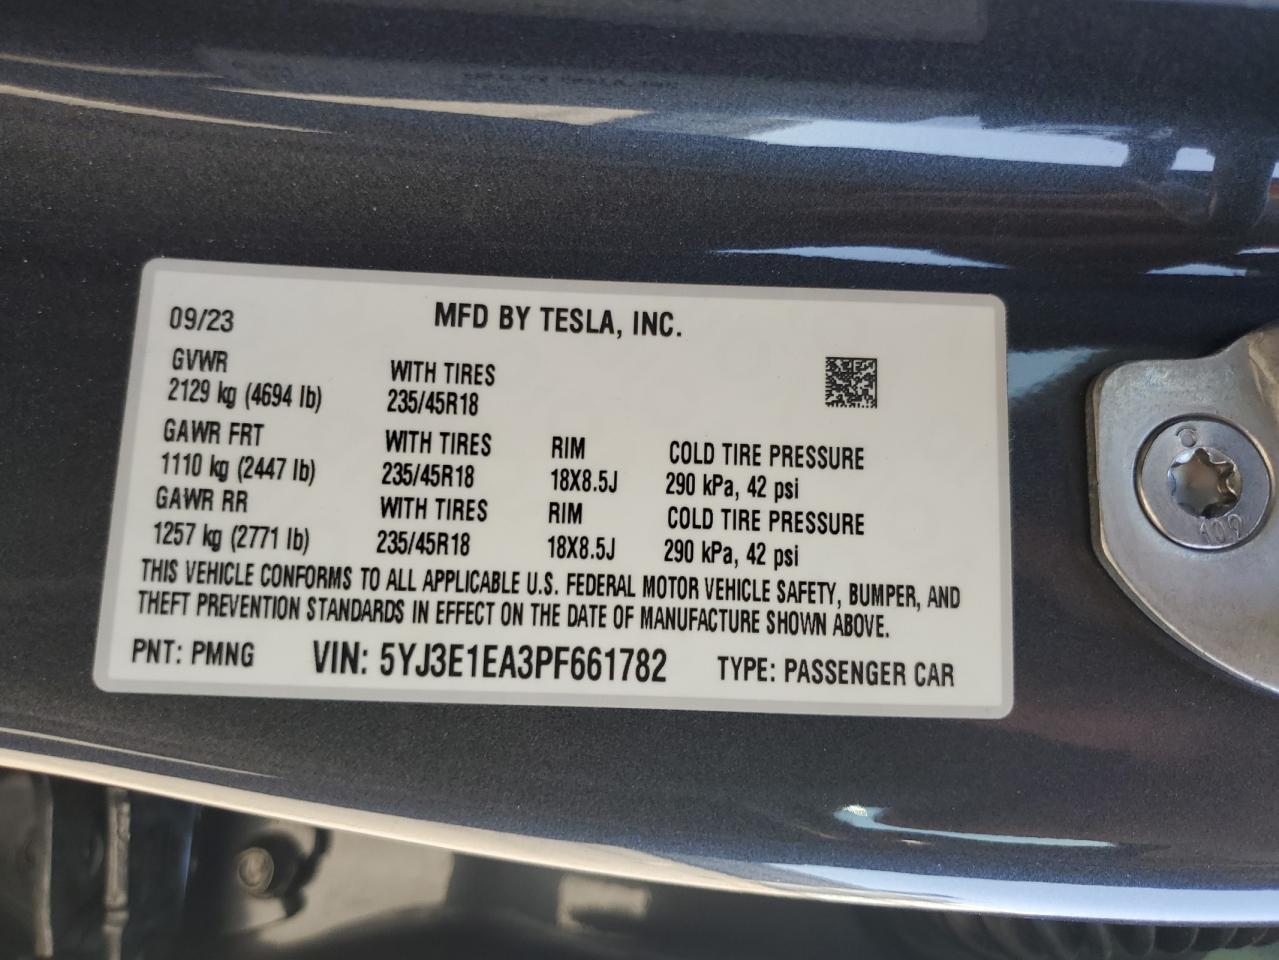 09/23 MFD BY TESLA, INC.
GVWR WITH TIRES
2129 kg (4694 lb) 235/45R18
GAWR FRT WITH TIRES RIM COLD TIRE PRESSURE
1110 kg (2447 lb) 235/45R18 18X8.5J 290 kPa, 42 psi
GAWR RR WITH TIRES RIM COLD TIRE PRESSURE
1257 kg (2771 lb) 235/45R18 18X8.5J 290 kPa, 42 psi
THIS VEHICLE CONFORMS TO ALL APPLICABLE U.S. FEDERAL MOTOR VEHICLE SAFETY, BUMPER, AND
THEFT PREVENTION STANDARDS IN EFFECT ON THE DATE OF MANUFACTURE SHOWN ABOVE.
PNT: PMNG VIN: 5YJ3E1EA3PF661782 TYPE: PASSENGER CAR